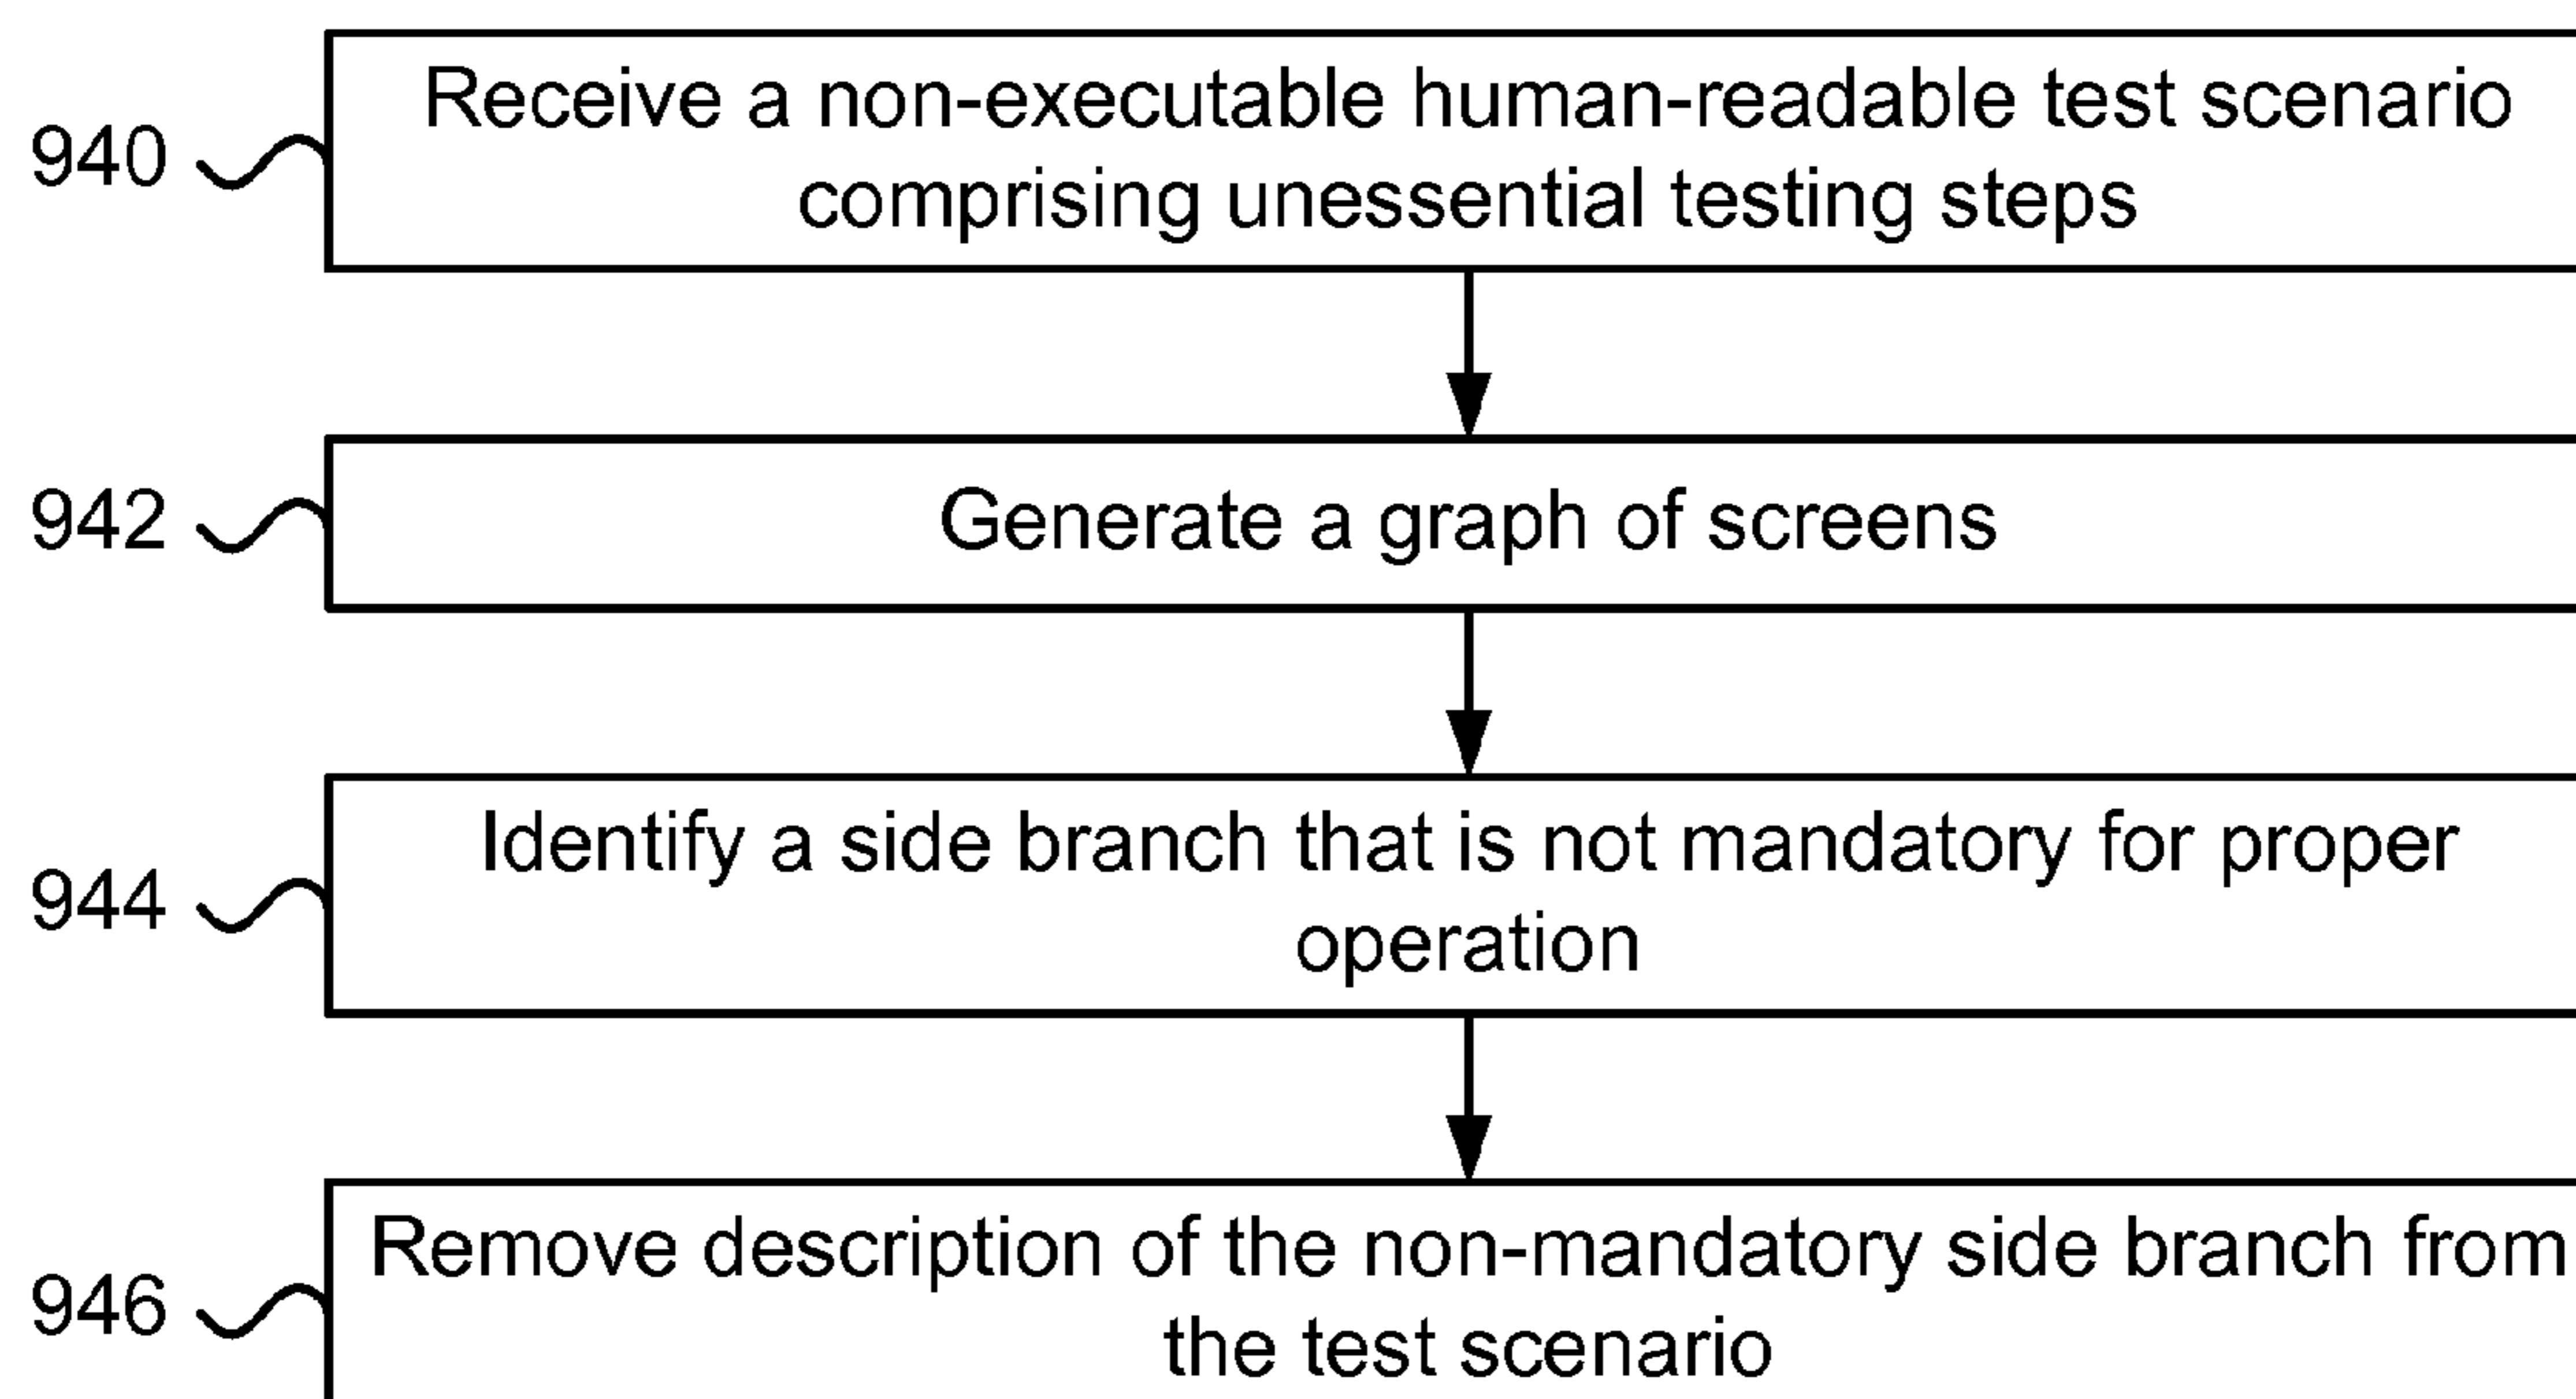 940
Receive a non-executable human-readable test scenario
comprising unessential testing steps
942
Generate a graph of screens
944
Identify a side branch that is not mandatory for proper
operation
946
Remove description of the non-mandatory side branch from
the test scenario